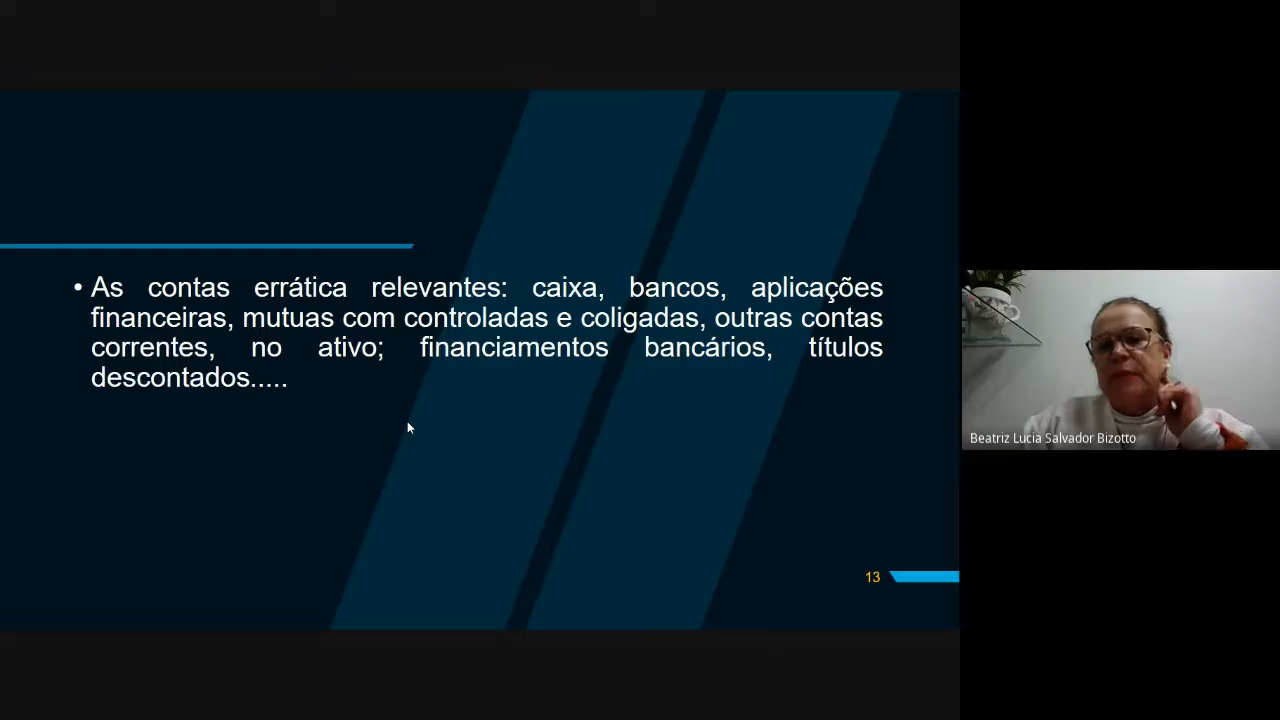 • As contas errática relevantes: caixa, bancos, aplicações
financeiras, mutuas com controladas e coligadas, outras contas
correntes, no ativo; financiamentos bancários, títulos
descontados.....
13
Beatriz Lucia Salvador Bizotto